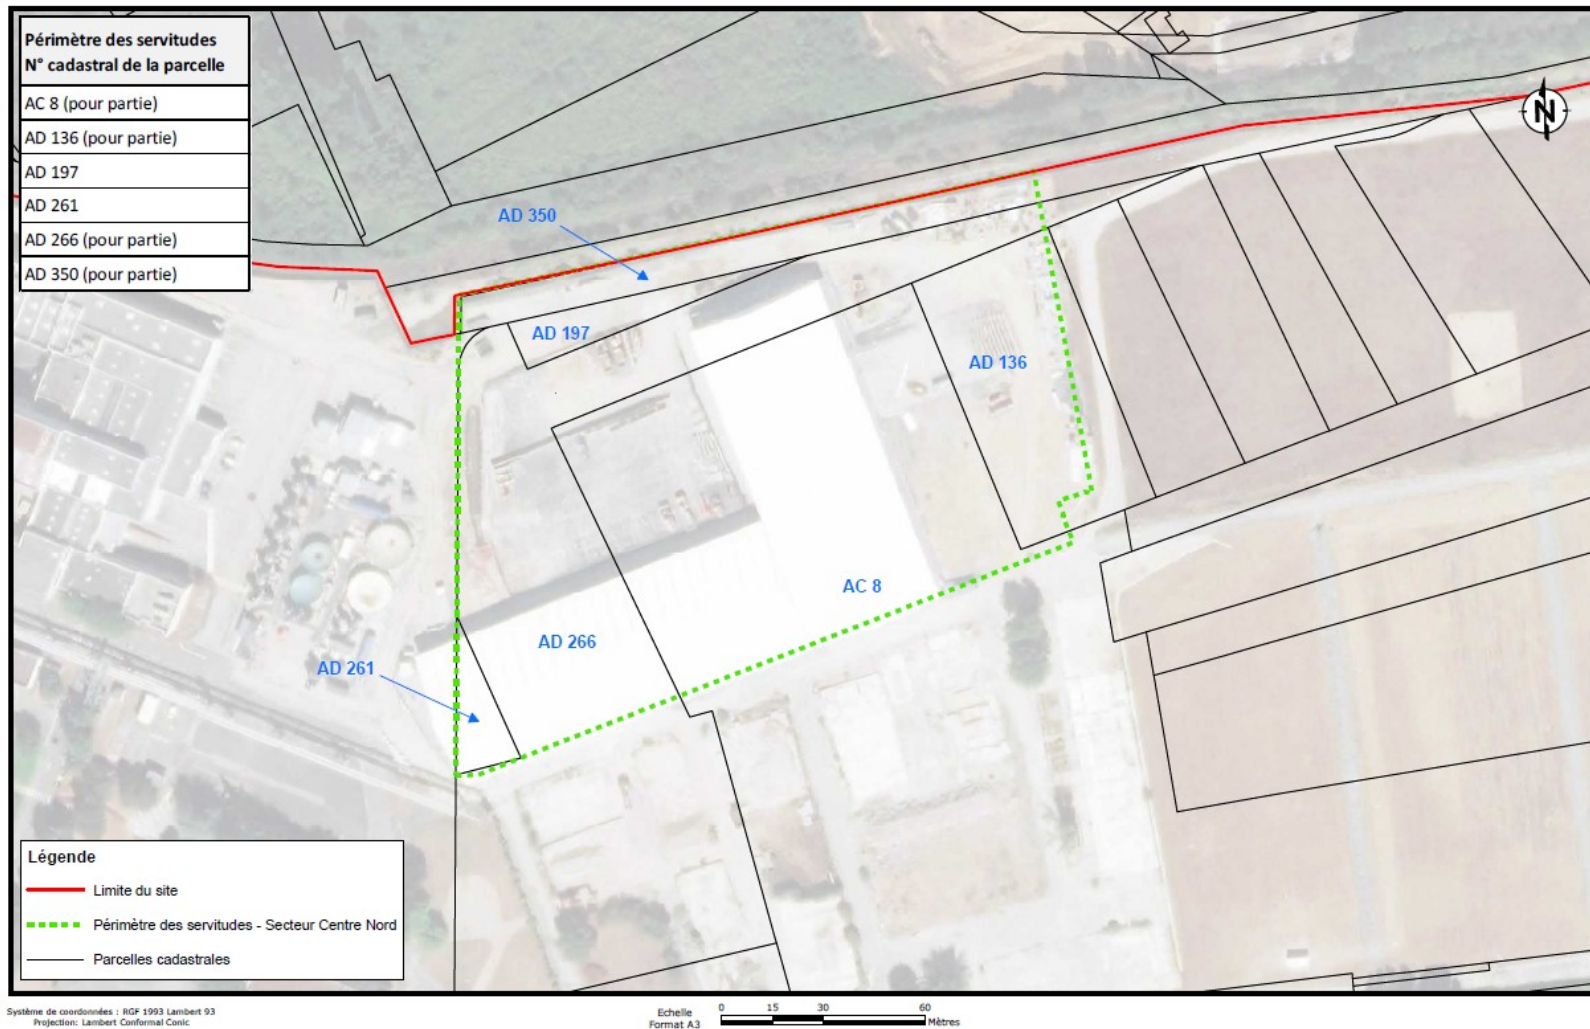 Périmètre des servitudes
N° cadastral de la parcelle
AC 8 (pour partie)
AD 136 (pour partie)
AD 197
AD 261
AD 266 (pour partie)
AD 350 (pour partie)
N
AD 350
AD 197
AD 136
AC 8
AD 266
AD 261
Légende
Limite du site
Périmètre des servitudes - Secteur Centre Nord
Parcelles cadastrales
Système de coordonnées : RGF 1993 Lambert 93
Projection: Lambert Conformal Conic
Echelle
Format A3
0 15 30 60
Mètres